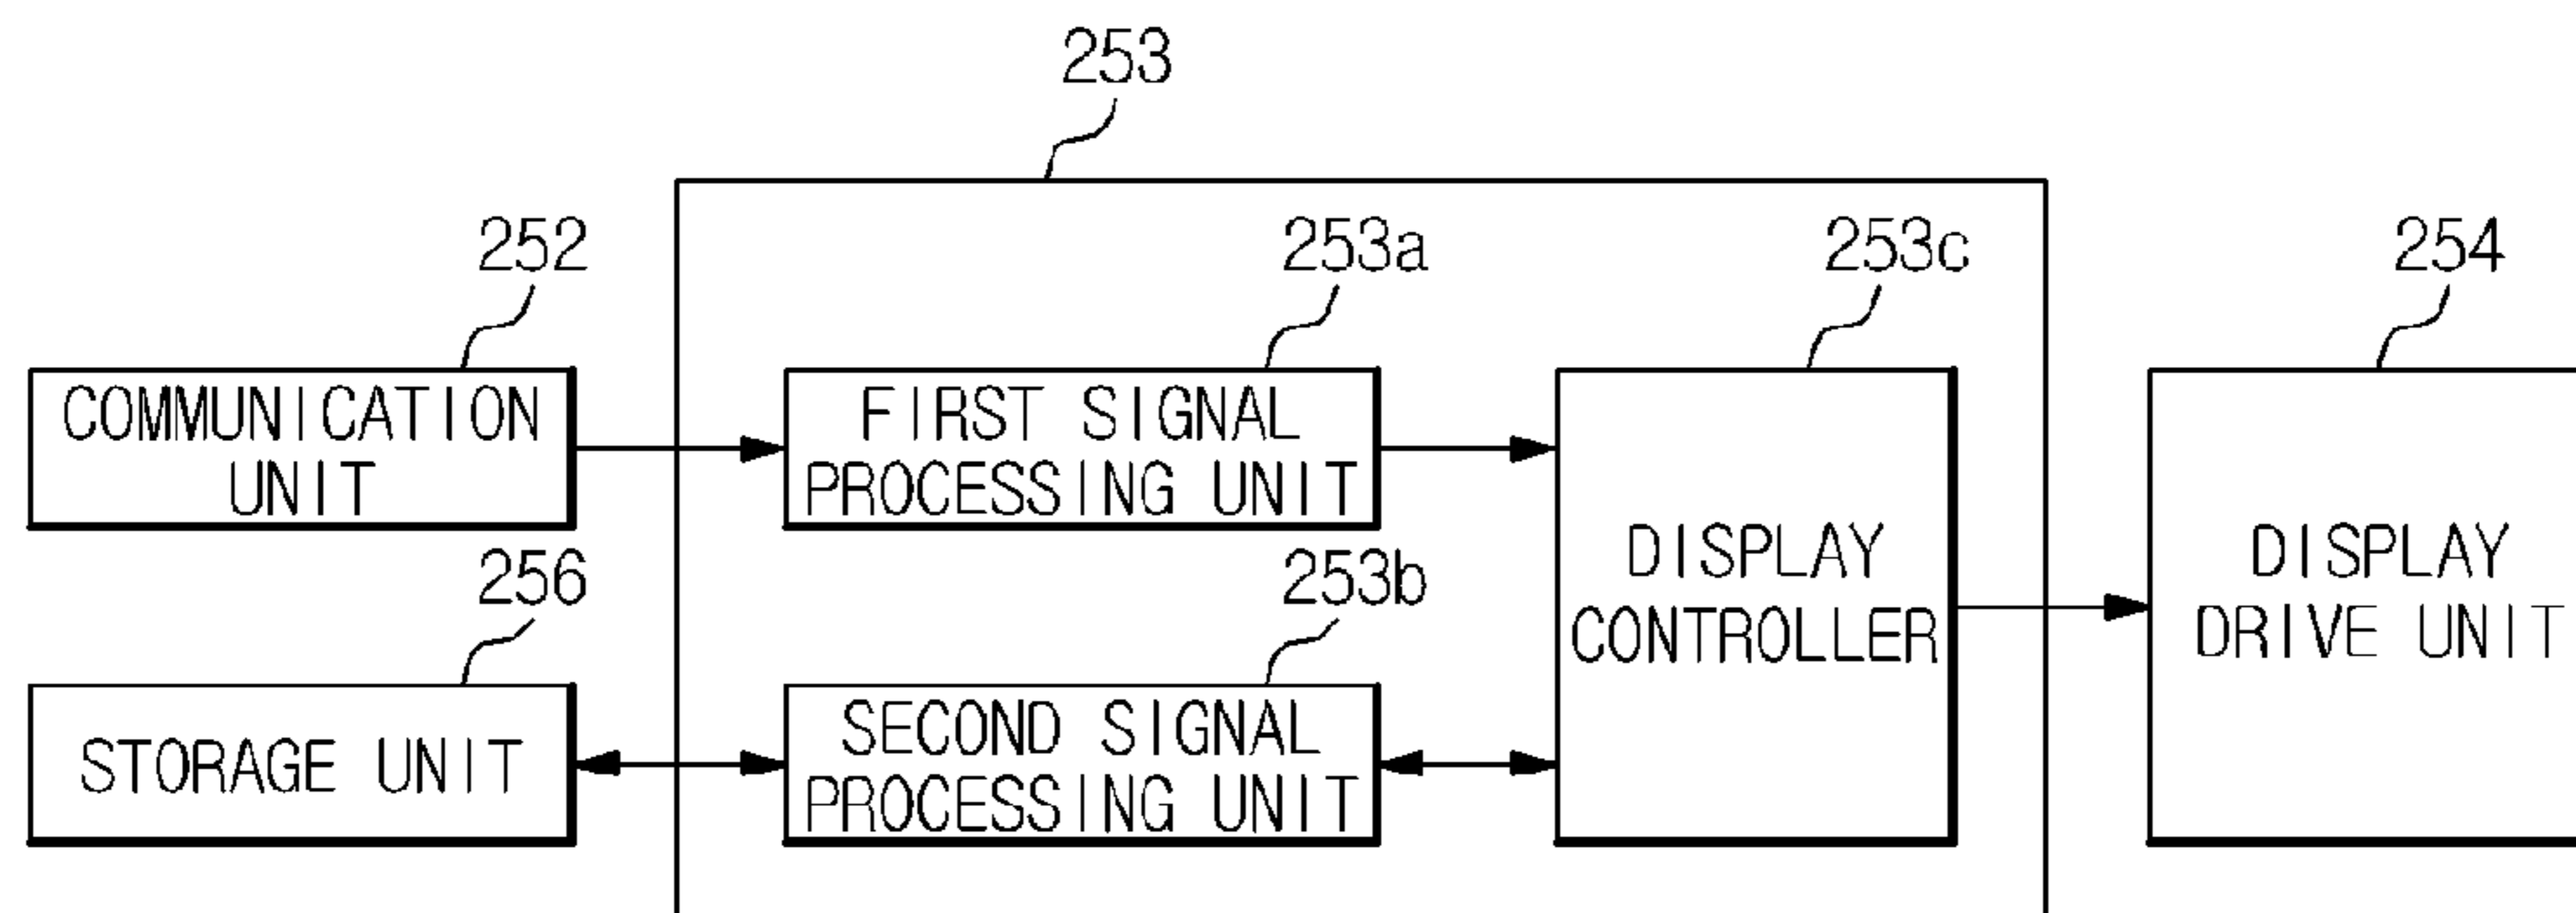 253
252
253a
253c
254
COMMUNICATION
UNIT
FIRST SIGNAL
PROCESSING UNIT
256
253b
DISPLAY
CONTROLLER
DISPLAY
DRIVE UNIT
STORAGE UNIT
SECOND SIGNAL
PROCESSING UNIT